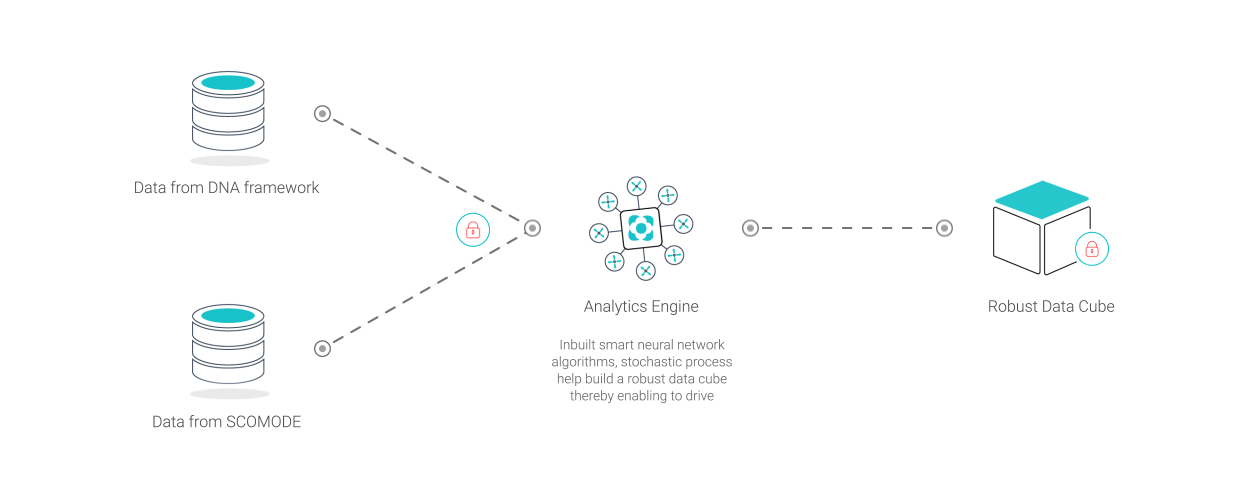 Data from DNA framework
Analytics Engine
Inbuilt smart neural network
algorithms, stochastic process
help build a robust data cube
thereby enabling to drive
Robust Data Cube
Data from SCOMODE